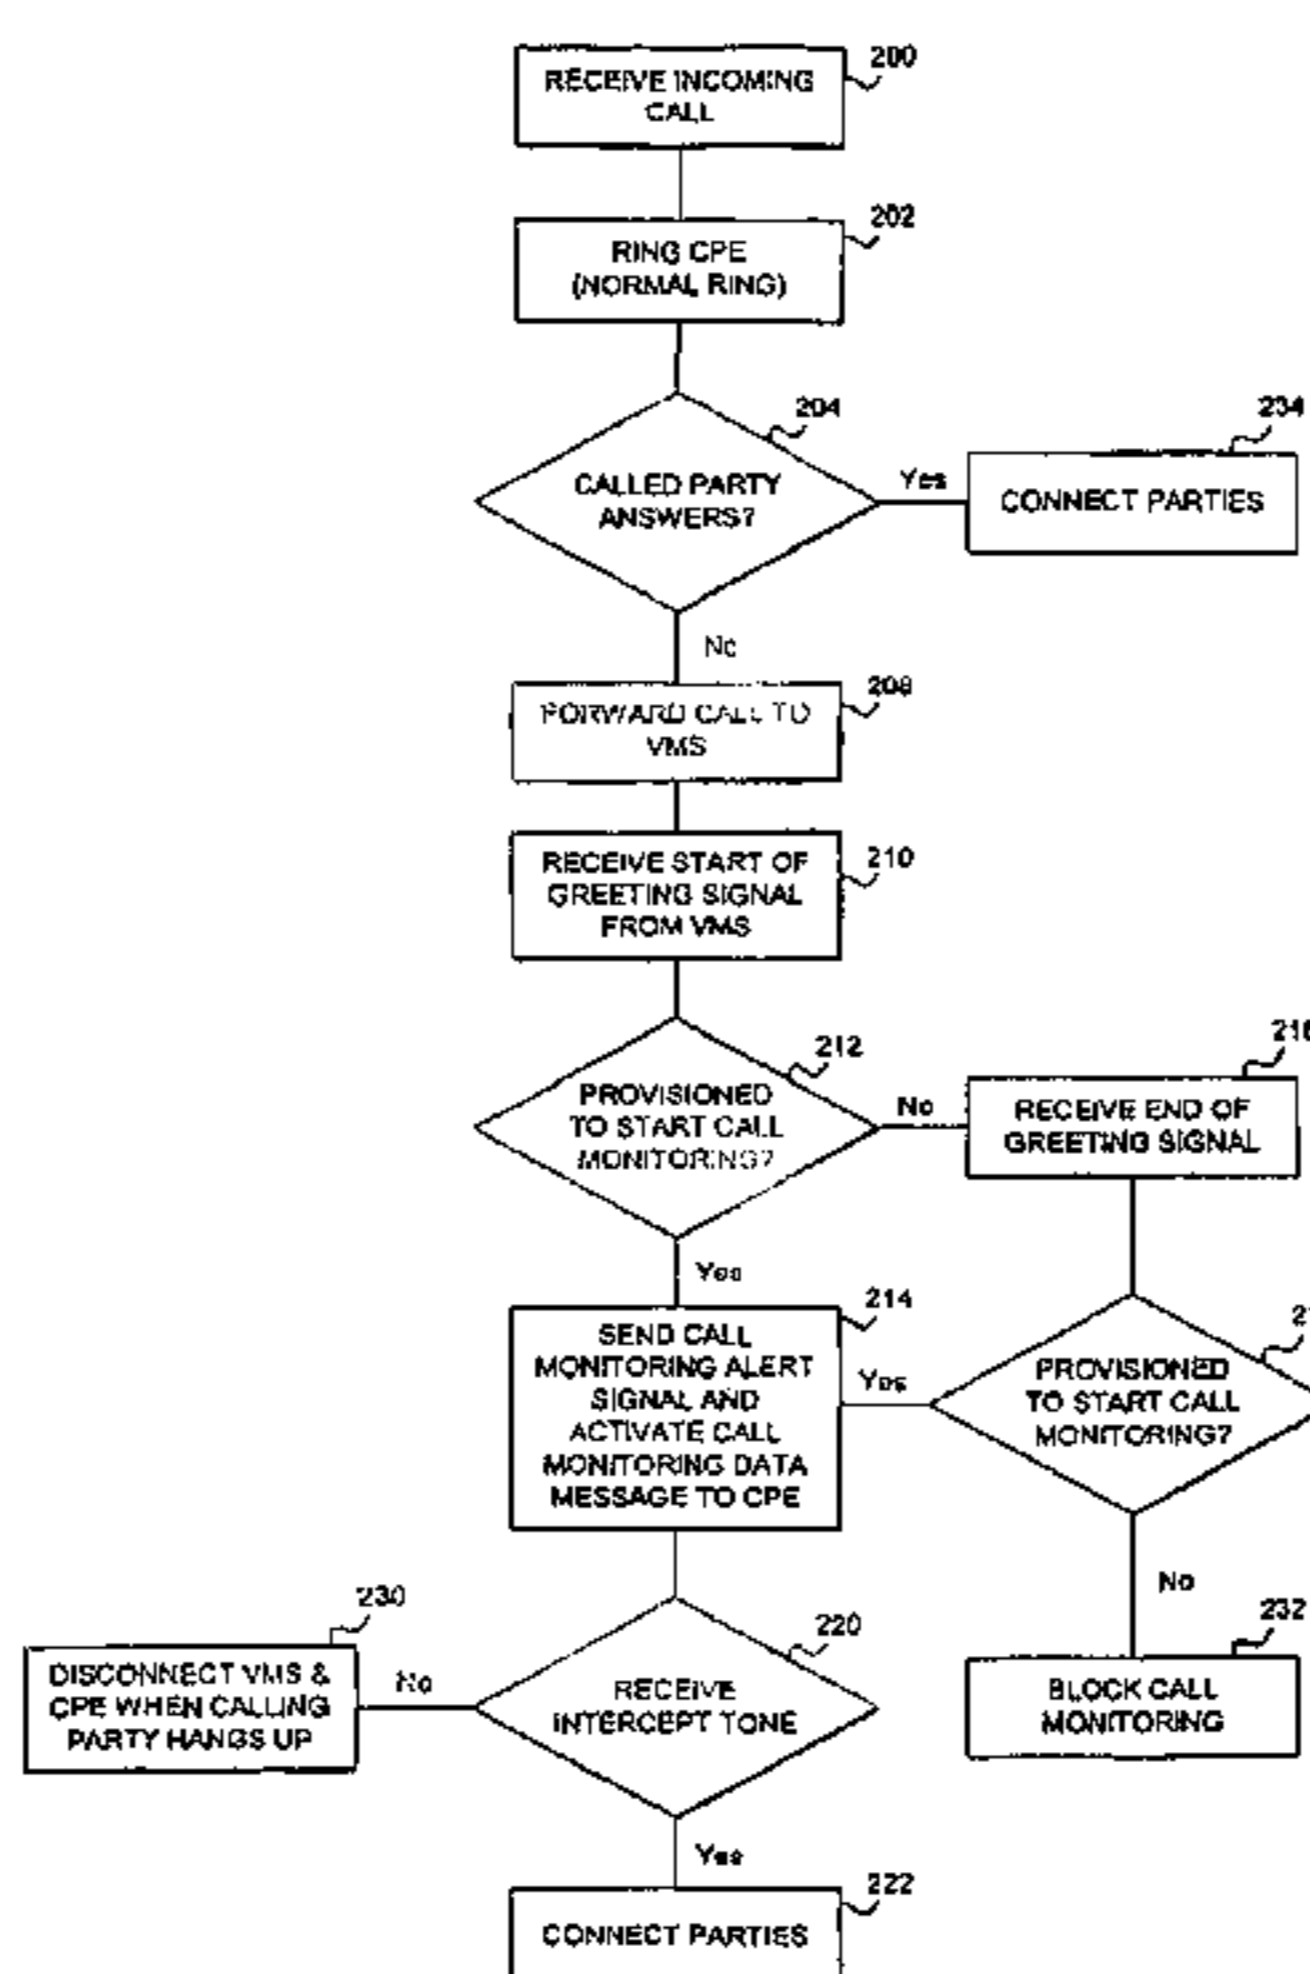 200
RECEIVE INCOMING
CALL
202
RING CPE
(NORMAL RING)
204
CALLED PARTY
ANSWERS?
Yes
234
CONNECT PARTIES
No
208
FORWARD CALL TO
VMS
210
RECEIVE START OF
GREETING SIGNAL
FROM VMS
212
PROVISIONED
TO START CALL
MONITORING?
No
RECEIVE END OF
GREETING SIGNAL
Yes
214
SEND CALL
MONITORING ALERT
SIGNAL AND
ACTIVATE CALL
MONITORING DATA
MESSAGE TO CPE
Yes
PROVISIONED
TO START CALL
MONITORING?
No
232
BLOCK CALL
MONITORING
220
RECEIVE
INTERCEPT TONE
No
230
DISCONNECT VMS &
CPE WHEN CALLING
PARTY HANGS UP
Yes
222
CONNECT PARTIES